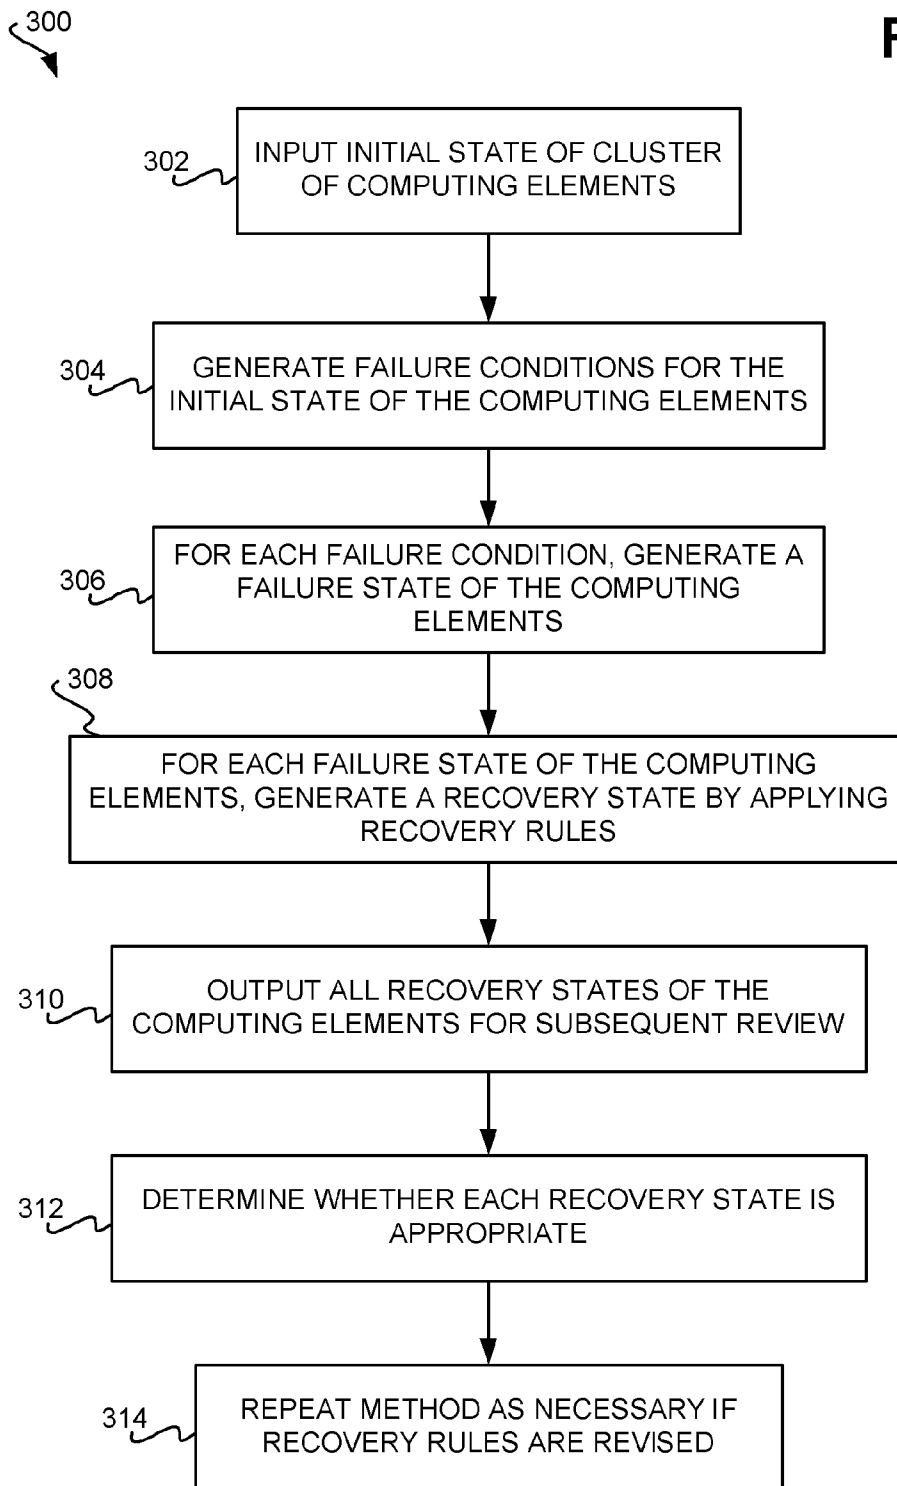 300
F
302
INPUT INITIAL STATE OF CLUSTER
OF COMPUTING ELEMENTS
304
GENERATE FAILURE CONDITIONS FOR THE
INITIAL STATE OF THE COMPUTING ELEMENTS
306
FOR EACH FAILURE CONDITION, GENERATE A
FAILURE STATE OF THE COMPUTING
ELEMENTS
308
FOR EACH FAILURE STATE OF THE COMPUTING
ELEMENTS, GENERATE A RECOVERY STATE BY APPLYING
RECOVERY RULES
310
OUTPUT ALL RECOVERY STATES OF THE
COMPUTING ELEMENTS FOR SUBSEQUENT REVIEW
312
DETERMINE WHETHER EACH RECOVERY STATE IS
APPROPRIATE
314
REPEAT METHOD AS NECESSARY IF
RECOVERY RULES ARE REVISED